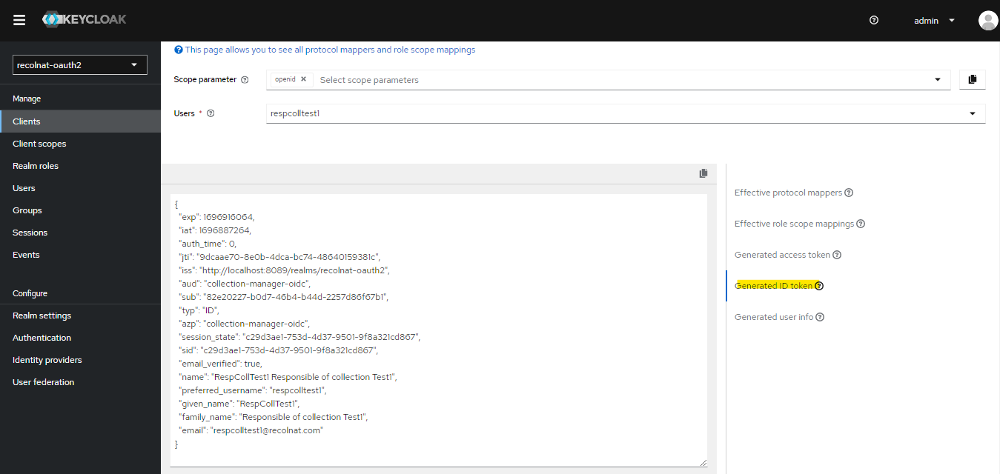 KEYCLOAK
admin
recolnat-oauth2
Manage
Clients
Client scopes
Realm roles
Users
Groups
Sessions
Events
Configure
Realm settings
Authentication
Identity providers
User federation
This page allows you to see all protocol mappers and role scope mappings
Scope parameter
openid
Select scope parameters
Users *
respcolltest1
{
"exp": 1696916064,
"iat": 1696887264,
"auth_time": 0,
"jti": "9dcaae70-8e0b-4dca-bc74-48640159381c",
"iss": "http://localhost:8089/realms/recolnat-oauth2",
"aud": "collection-manager-oidc",
"sub": "82e20227-b0d7-46b4-b44d-2257d86f67b1",
"typ": "ID",
"azp": "collection-manager-oidc",
"session_state": "c29d3ae1-753d-4d37-9501-9f8a321cd867",
"sid": "c29d3ae1-753d-4d37-9501-9f8a321cd867",
"email_verified": true,
"name": "RespCollTest1 Responsible of collection Test1",
"preferred_username": "respcolltest1",
"given_name": "RespCollTest1",
"family_name": "Responsible of collection Test1",
"email": "respcolltest1@recolnat.com"
}
Effective protocol mappers
Effective role scope mappings
Generated access token
Generated ID token
Generated user info